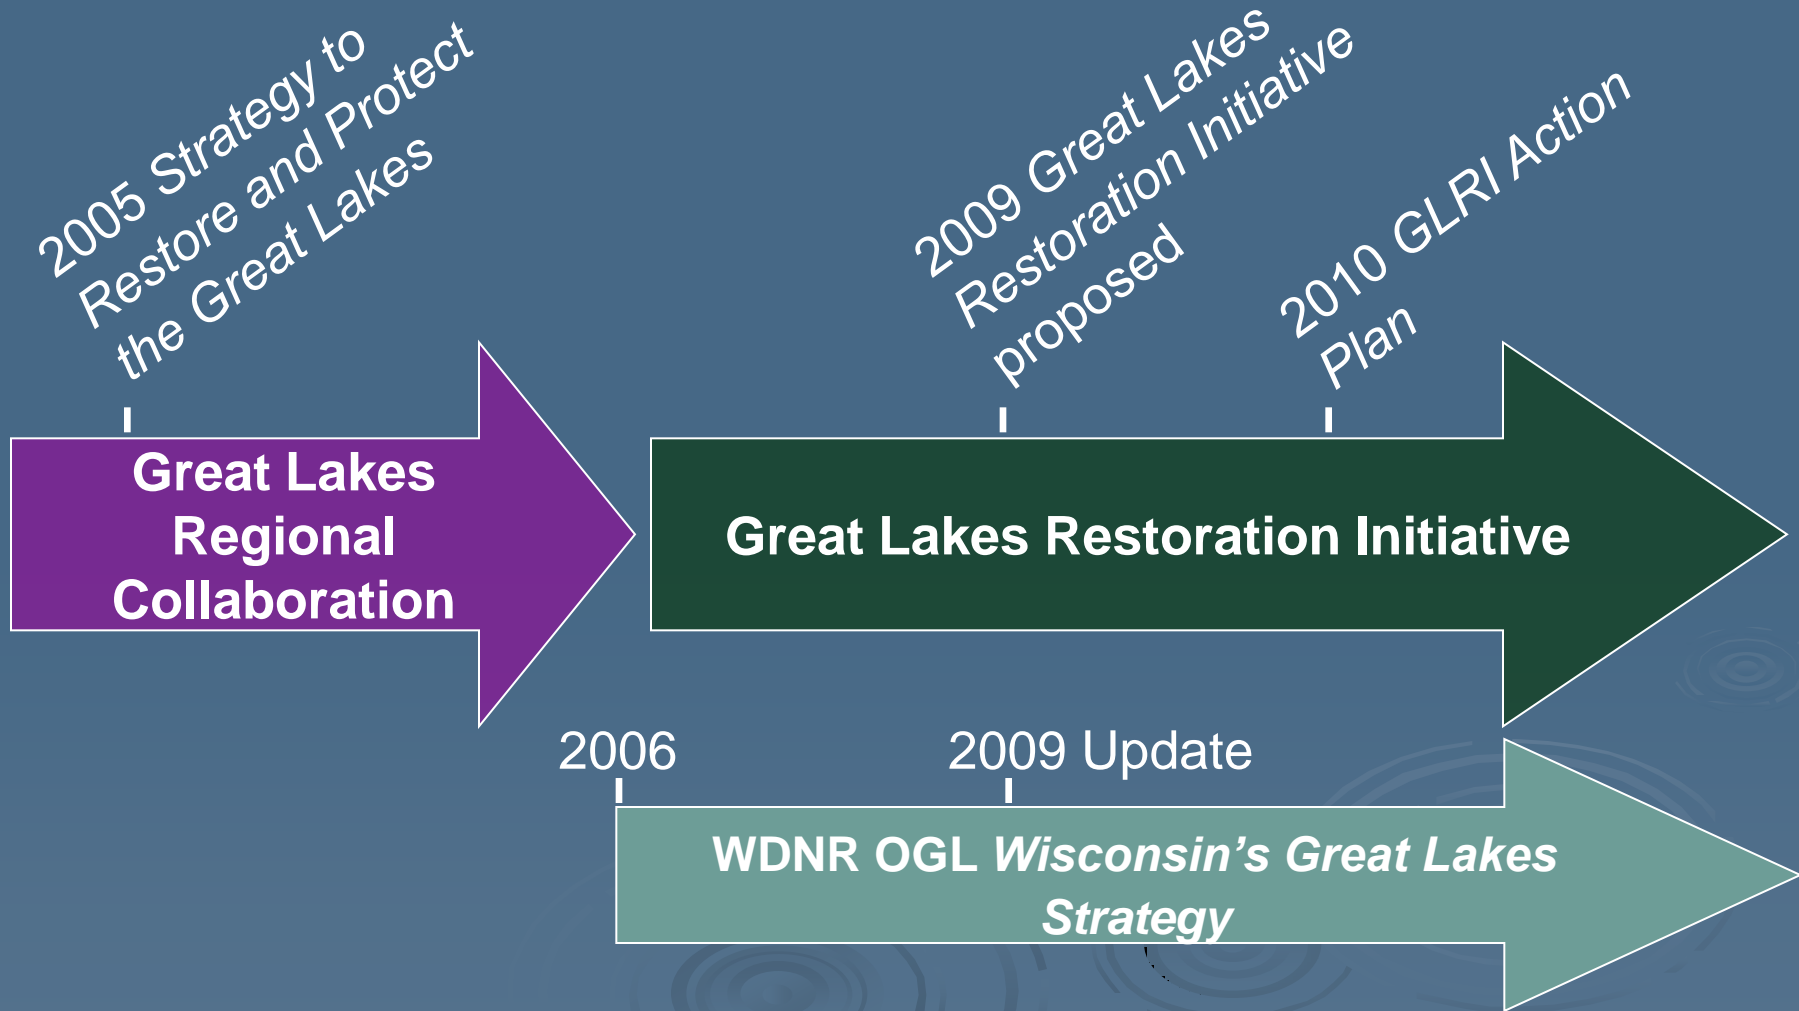 2005 Strategy to
Restore and Protect
the Great Lakes
2009 Great Lakes
Restoration Initiative
proposed
2010 GLRI Action
Plan
Great Lakes
Regional
Collaboration
Great Lakes Restoration Initiative
2006
2009 Update
WDNR OGL Wisconsin’s Great Lakes
Strategy